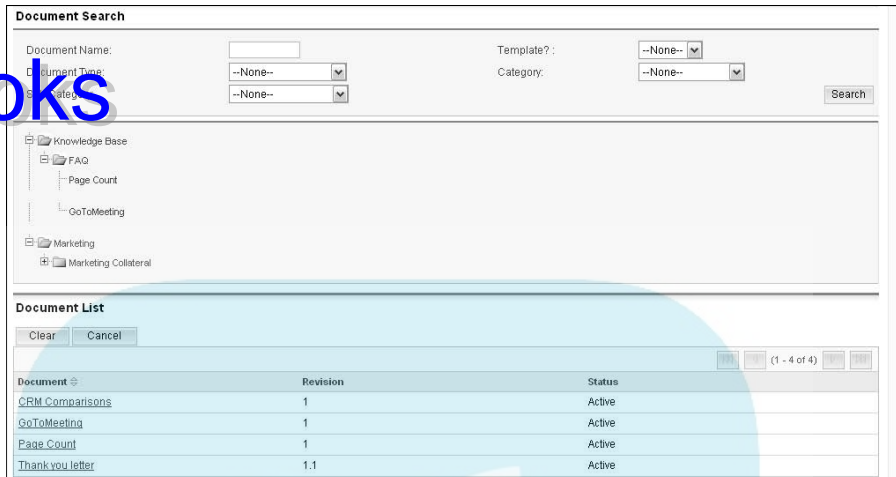 Document Search
Document Name: Template? : --None--
Document Type: --None-- Category: --None--
--None-- Search
oks
Knowledge Base
FAQ
Page Count
GoToMeeting
Marketing
Marketing Collateral
Document List
Clear Cancel
(1 - 4 of 4)
Document Revision Status
CRM Comparisons 1 Active
GoToMeeting 1 Active
Page Count 1 Active
Thank you letter 1.1 Active